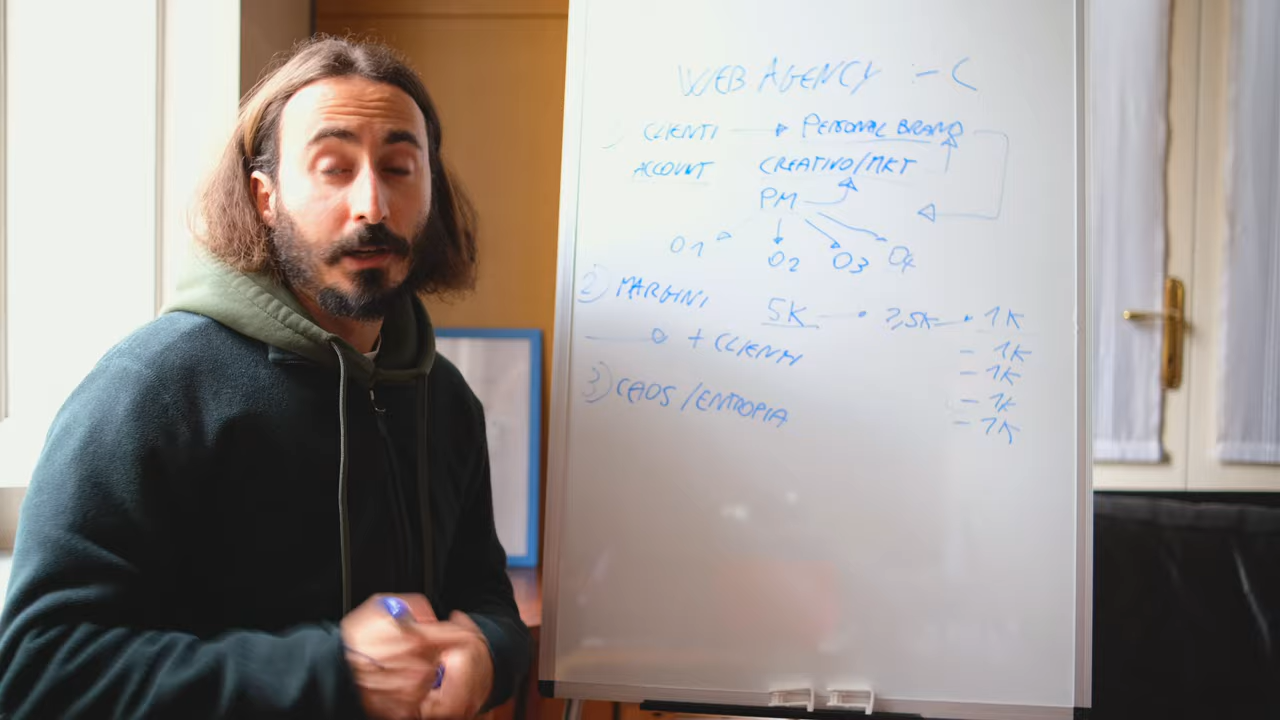 WEB AGENCY :-(
1) CLIENTI → PERSONAL BRAND
ACCOUNT CREATIVO/MKT
PM
O1 O2 O3 O4
2) MARGINI 5K → 2,5K → 1K
+ CLIENTI - 1K
- 1K
3) CAOS/ENTROPIA - 1K
- 1K